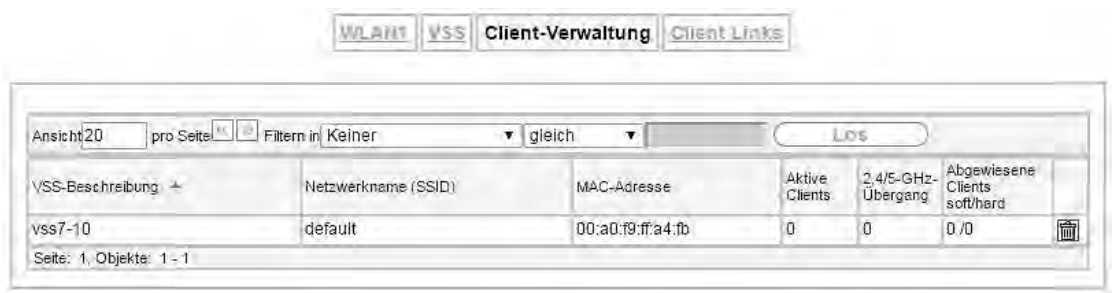 WLAN1 VSS Client-Verwaltung Client Links
Ansicht 20 pro Seite << >> Filtern in Keiner gleich Los
VSS-Beschreibung Netzwerkname (SSID) MAC-Adresse Aktive Clients 2,4/5-GHz-Übergang Abgewiesene Clients soft/hard
vss7-10 default 00:a0:f9:ff:a4:fb 0 0 0 /0
Seite: 1, Objekte: 1 - 1